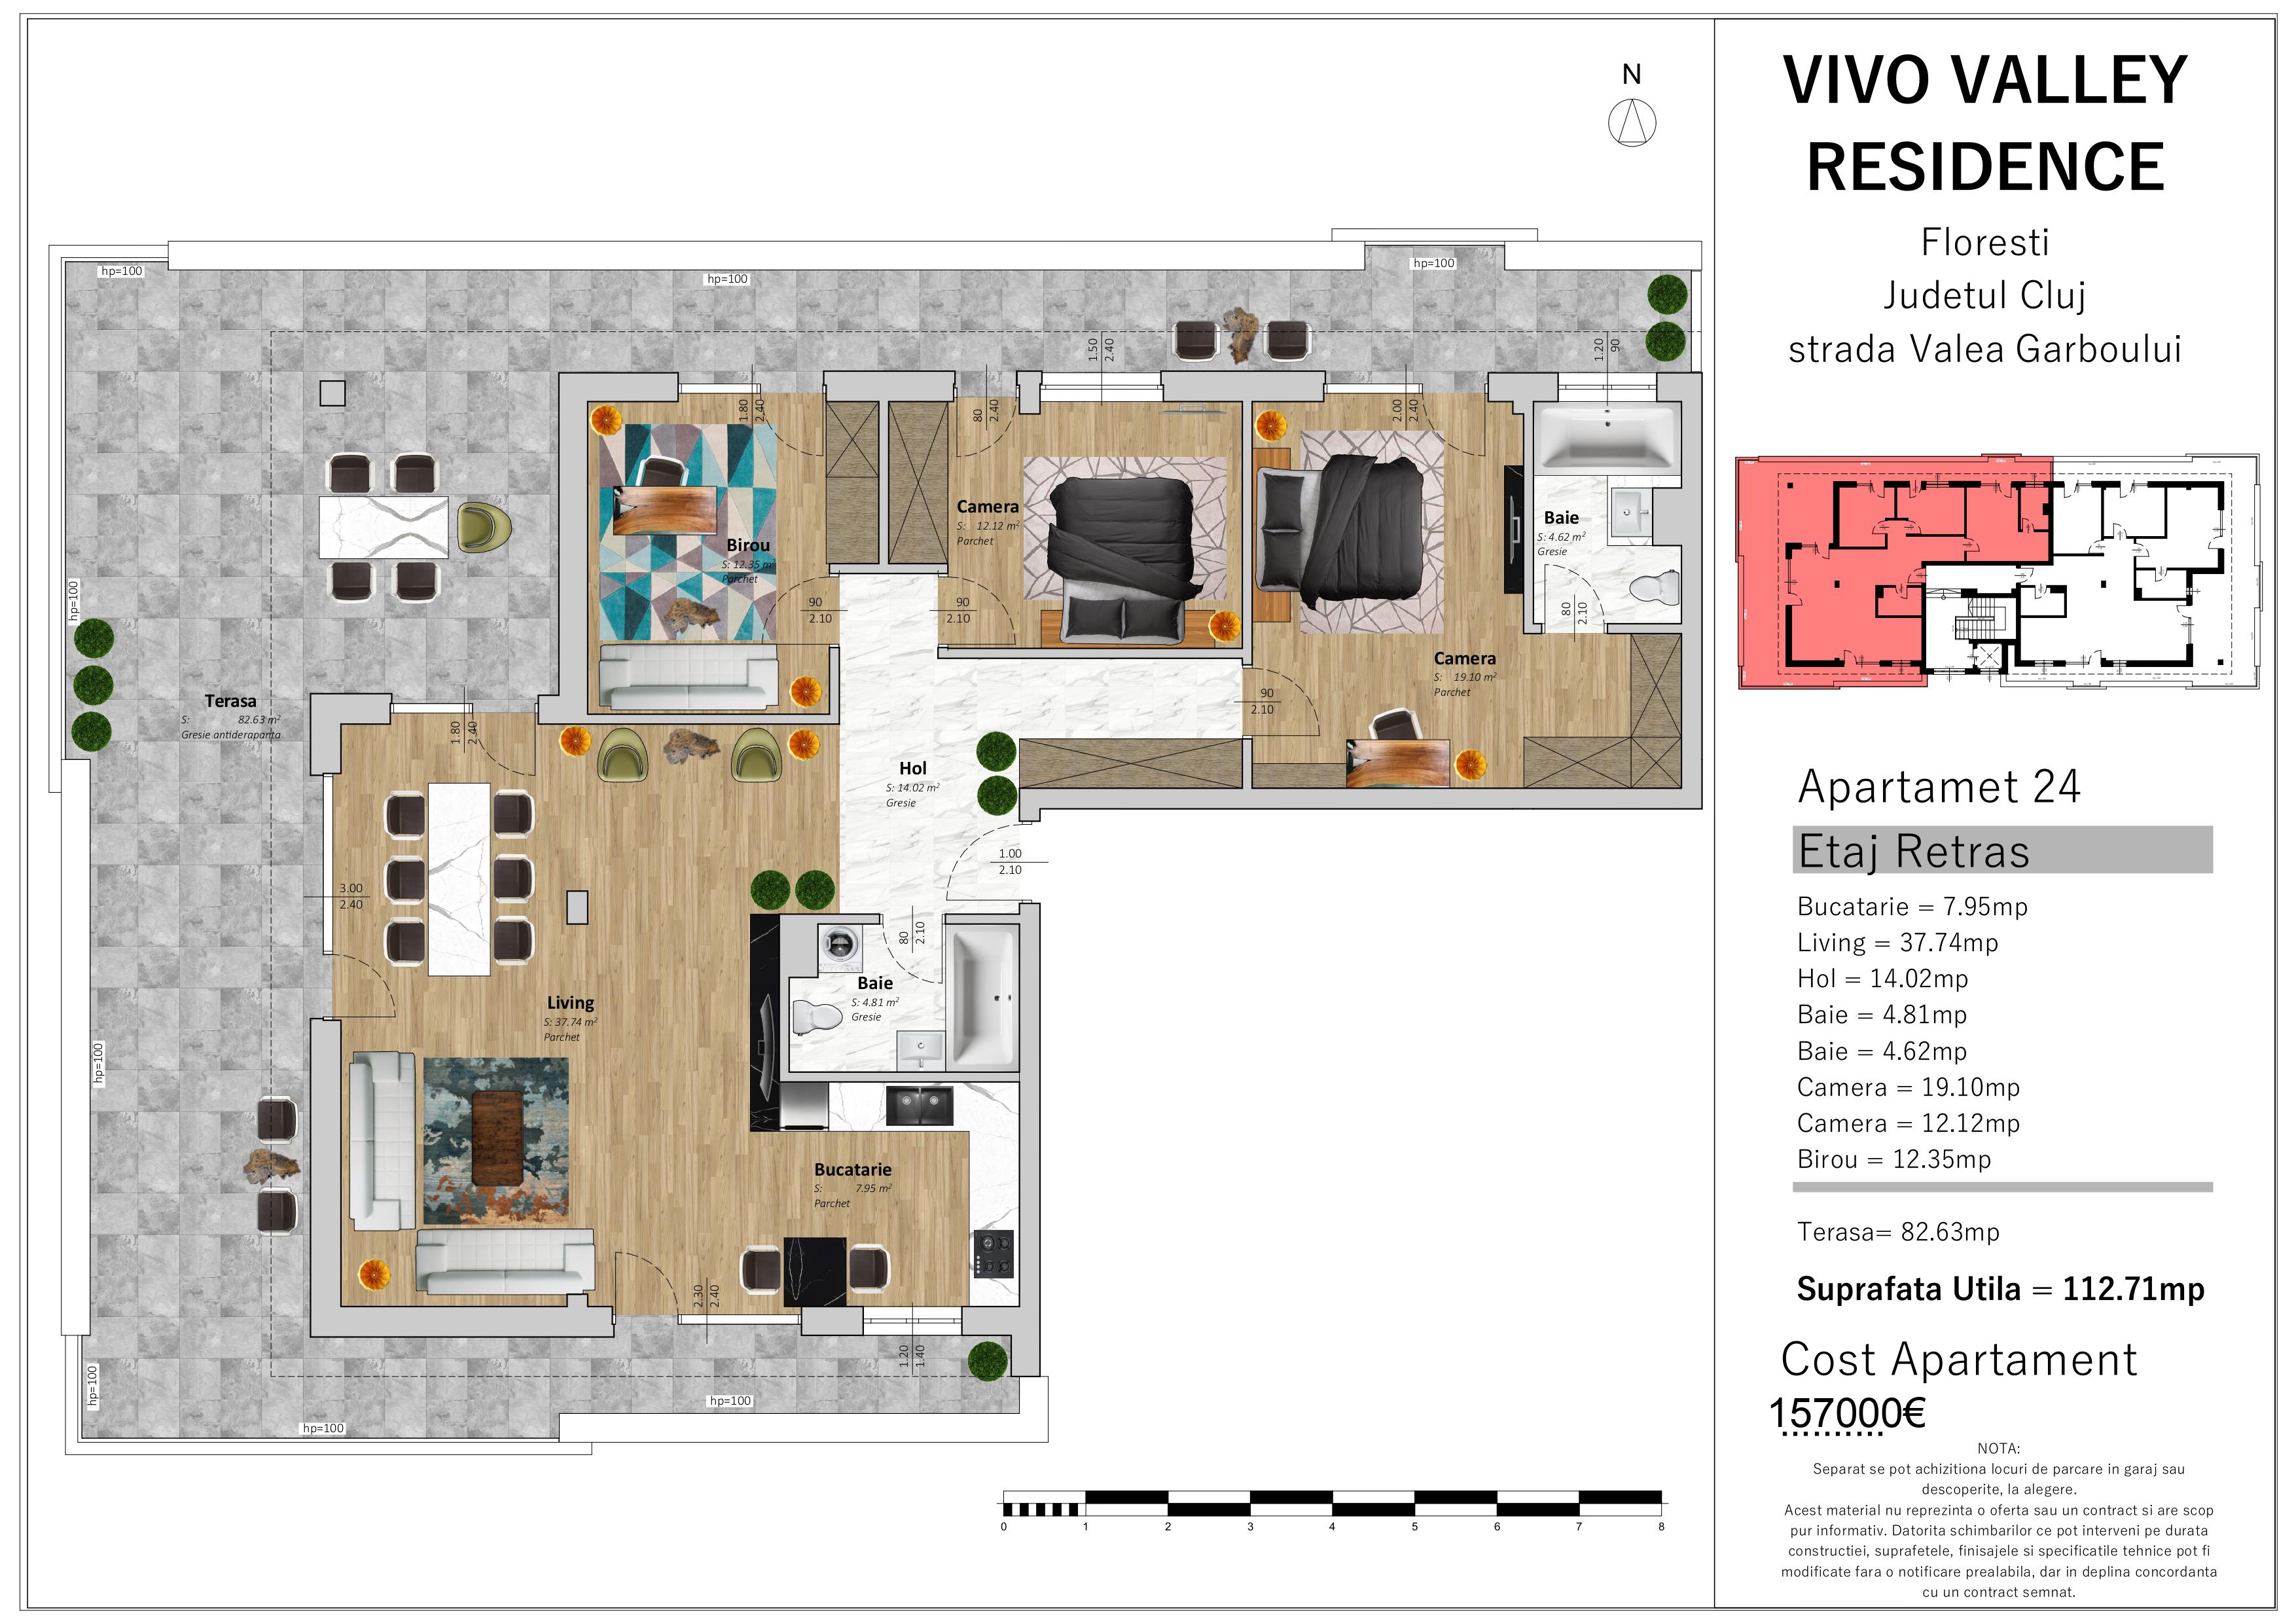 N
VIVO VALLEY
RESIDENCE
Floresti
Judetul Cluj
strada Valea Garboului
hp=100
hp=100
hp=100
1.50
2.40
1.20
90
1.80
2.40
80
2.40
2.00
2.40
Camera
S: 12.12 m²
Parchet
Birou
S: 12.35 m²
Parchet
Baie
S: 4.62 m²
Gresie
hp=100
90
2.10
90
2.10
80
2.10
Camera
S: 19.10 m²
Parchet
90
2.10
Terasa
S: 82.63 m²
Gresie antiderapanta
1.80
2.40
Hol
S: 14.02 m²
Gresie
1.00
2.10
3.00
2.40
80
2.10
Baie
S: 4.81 m²
Gresie
Living
S: 37.74 m²
Parchet
hp=100
Bucatarie
S: 7.95 m²
Parchet
2.30
2.40
1.20
1.40
hp=100
hp=100
hp=100
0 1 2 3 4 5 6 7 8
Apartamet 24
Etaj Retras
Bucatarie = 7.95mp
Living = 37.74mp
Hol = 14.02mp
Baie = 4.81mp
Baie = 4.62mp
Camera = 19.10mp
Camera = 12.12mp
Birou = 12.35mp
Terasa= 82.63mp
Suprafata Utila = 112.71mp
Cost Apartament
157000€
NOTA:
Separat se pot achizitiona locuri de parcare in garaj sau
descoperite, la alegere.
Acest material nu reprezinta o oferta sau un contract si are scop
pur informativ. Datorita schimbarilor ce pot interveni pe durata
constructiei, suprafetele, finisajele si specificatile tehnice pot fi
modificate fara o notificare prealabila, dar in deplina concordanta
cu un contract semnat.